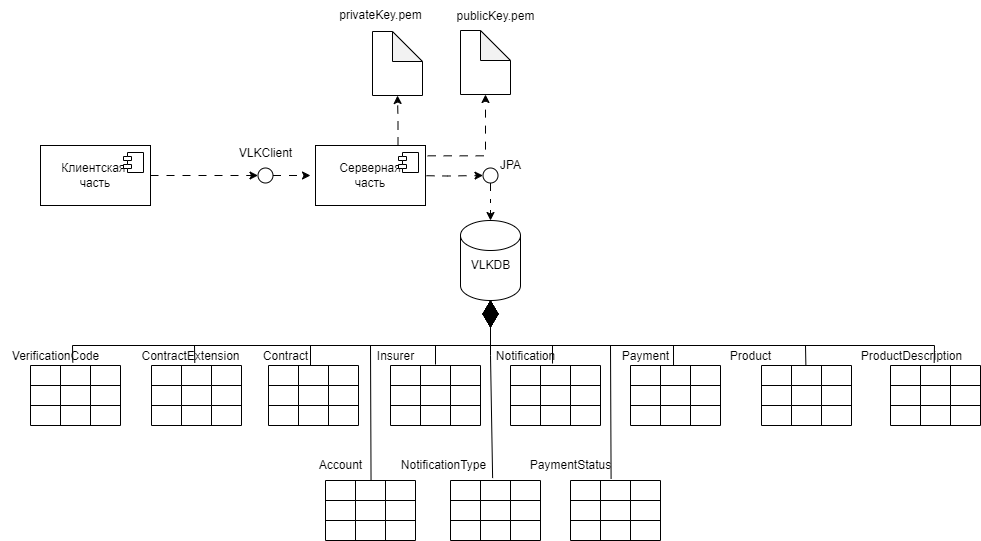 privateKey.pem
publicKey.pem
VLKClient
JPA
Клиентская
часть
Серверная
часть
VLKDB
VerificationCode
ContractExtension
Contract
Insurer
Notification
Payment
Product
ProductDescription
Account
NotificationType
PaymentStatus